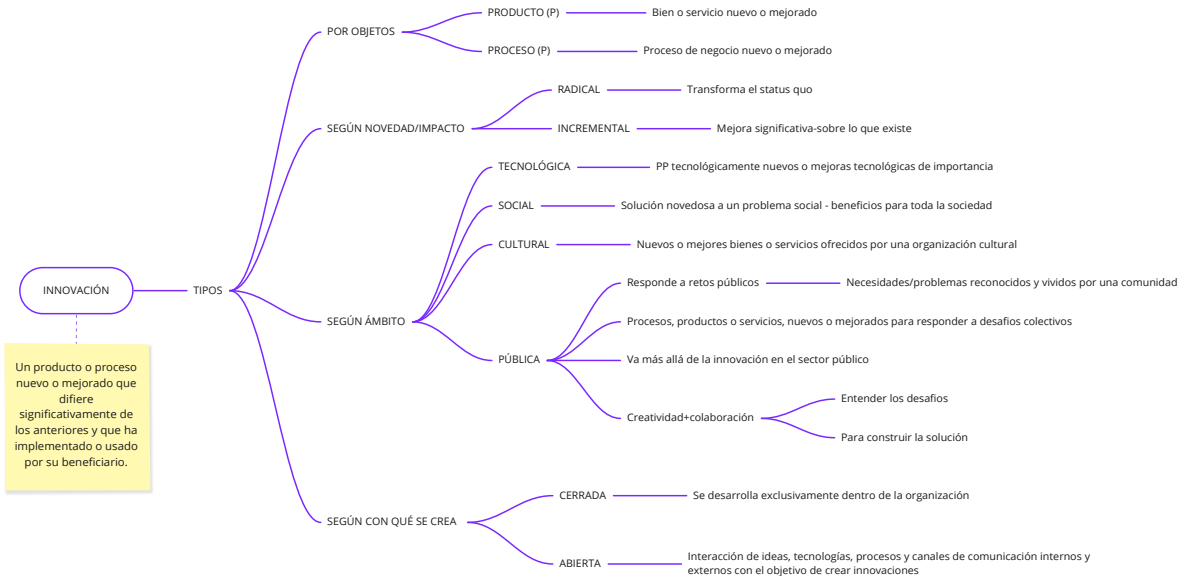 INNOVACIÓN
Un producto o proceso
nuevo o mejorado que
difiere
significativamente de
los anteriores y que ha
implementado o usado
por su beneficiario.
TIPOS
POR OBJETOS
PRODUCTO (P)
Bien o servicio nuevo o mejorado
PROCESO (P)
Proceso de negocio nuevo o mejorado
SEGÚN NOVEDAD/IMPACTO
RADICAL
Transforma el status quo
INCREMENTAL
Mejora significativa-sobre lo que existe
SEGÚN ÁMBITO
TECNOLÓGICA
PP tecnológicamente nuevos o mejoras tecnológicas de importancia
SOCIAL
Solución novedosa a un problema social - beneficios para toda la sociedad
CULTURAL
Nuevos o mejores bienes o servicios ofrecidos por una organización cultural
PÚBLICA
Responde a retos públicos
Necesidades/problemas reconocidos y vividos por una comunidad
Procesos, productos o servicios, nuevos o mejorados para responder a desafios colectivos
Va más allá de la innovación en el sector público
Creatividad+colaboración
Entender los desafios
Para construir la solución
SEGÚN CON QUÉ SE CREA
CERRADA
Se desarrolla exclusivamente dentro de la organización
ABIERTA
Interacción de ideas, tecnologías, procesos y canales de comunicación internos y
externos con el objetivo de crear innovaciones